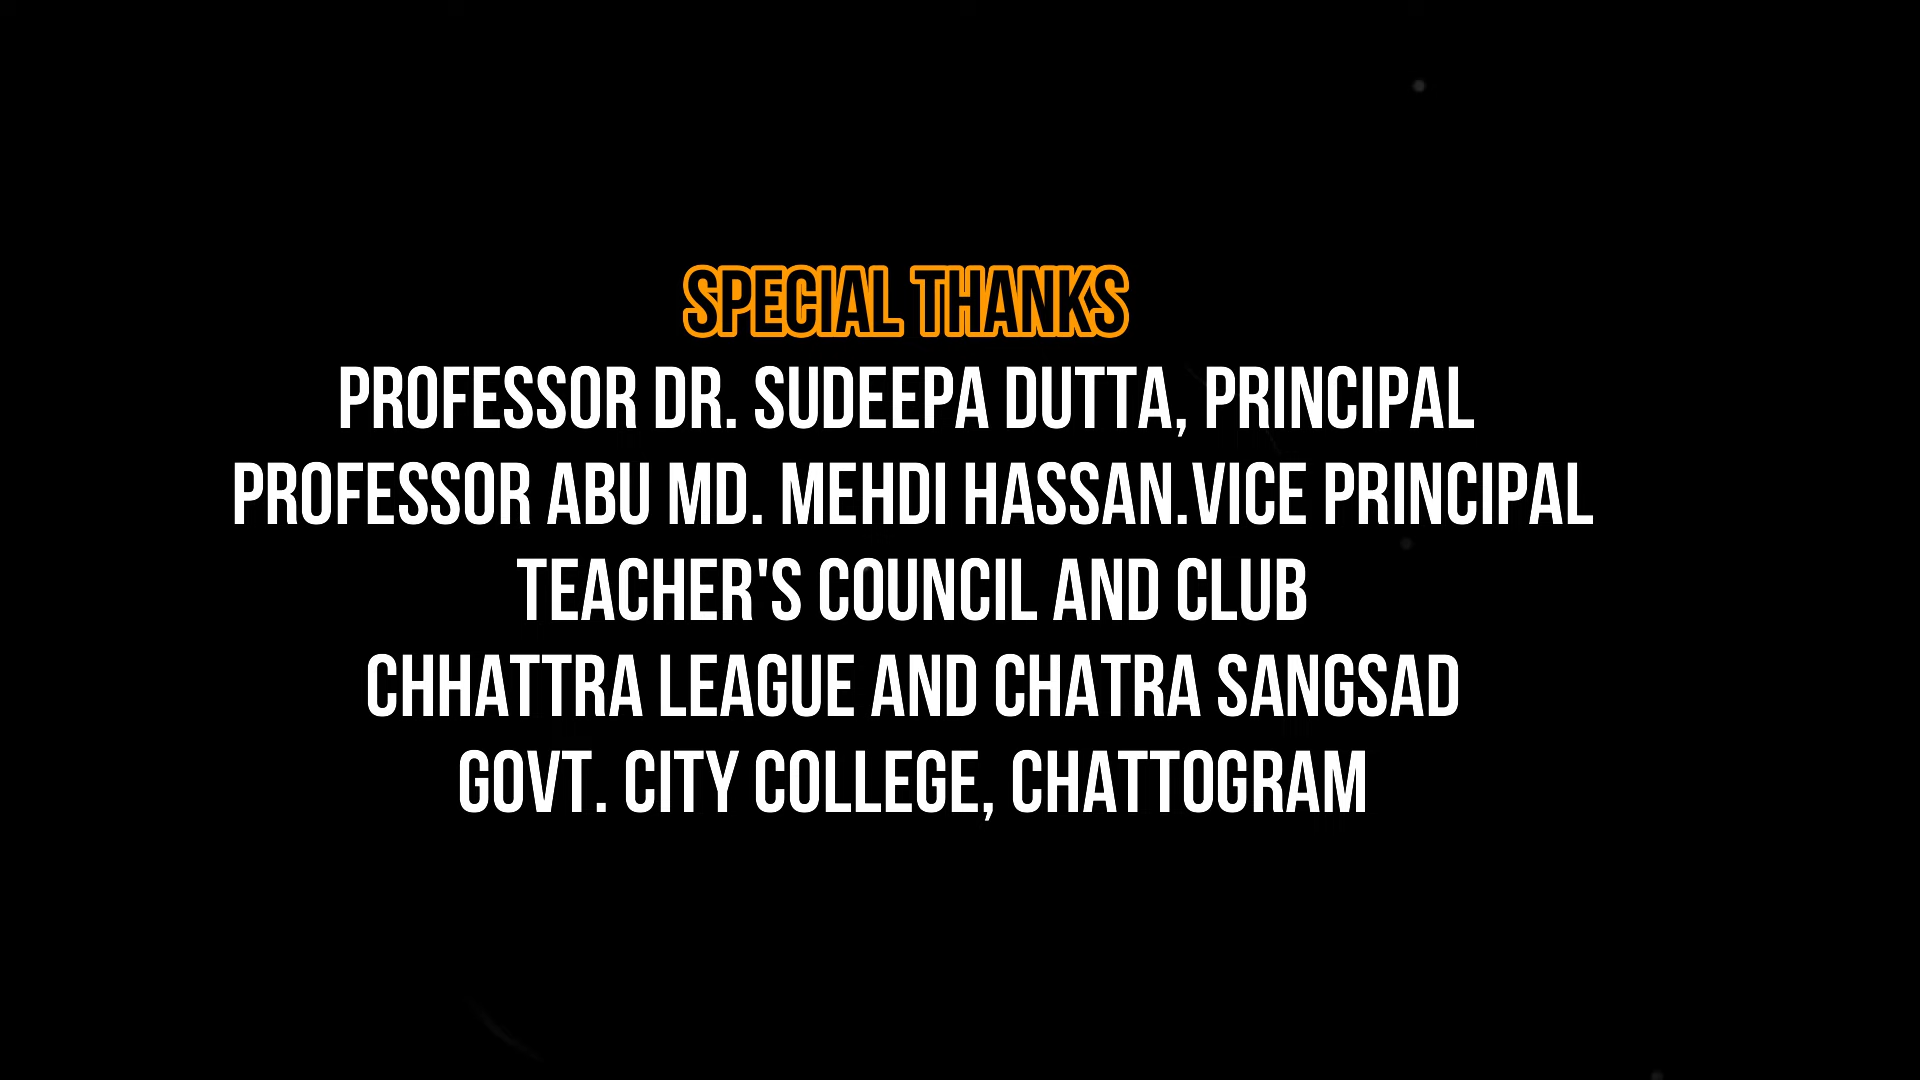 SPECIAL THANKS
PROFESSOR DR. SUDEEPA DUTTA, PRINCIPAL
PROFESSOR ABU MD. MEHDI HASSAN.VICE PRINCIPAL
TEACHER'S COUNCIL AND CLUB
CHHATTRA LEAGUE AND CHATRA SANGSAD
GOVT. CITY COLLEGE, CHATTOGRAM